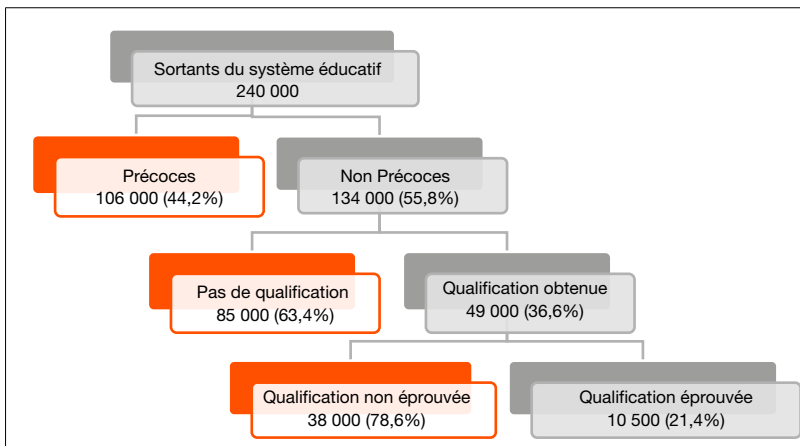 Sortants du système éducatif
240 000
Précoces
106 000 (44,2%)
Non Précoces
134 000 (55,8%)
Pas de qualification
85 000 (63,4%)
Qualification obtenue
49 000 (36,6%)
Qualification non éprouvée
38 000 (78,6%)
Qualification éprouvée
10 500 (21,4%)